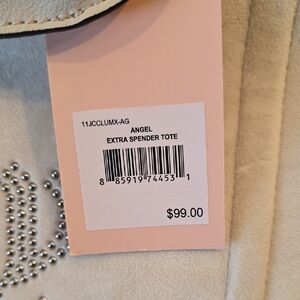 11JCCLUMX-AG
ANGEL
EXTRA SPENDER TOTE
8 85919 74453 1
$99.00